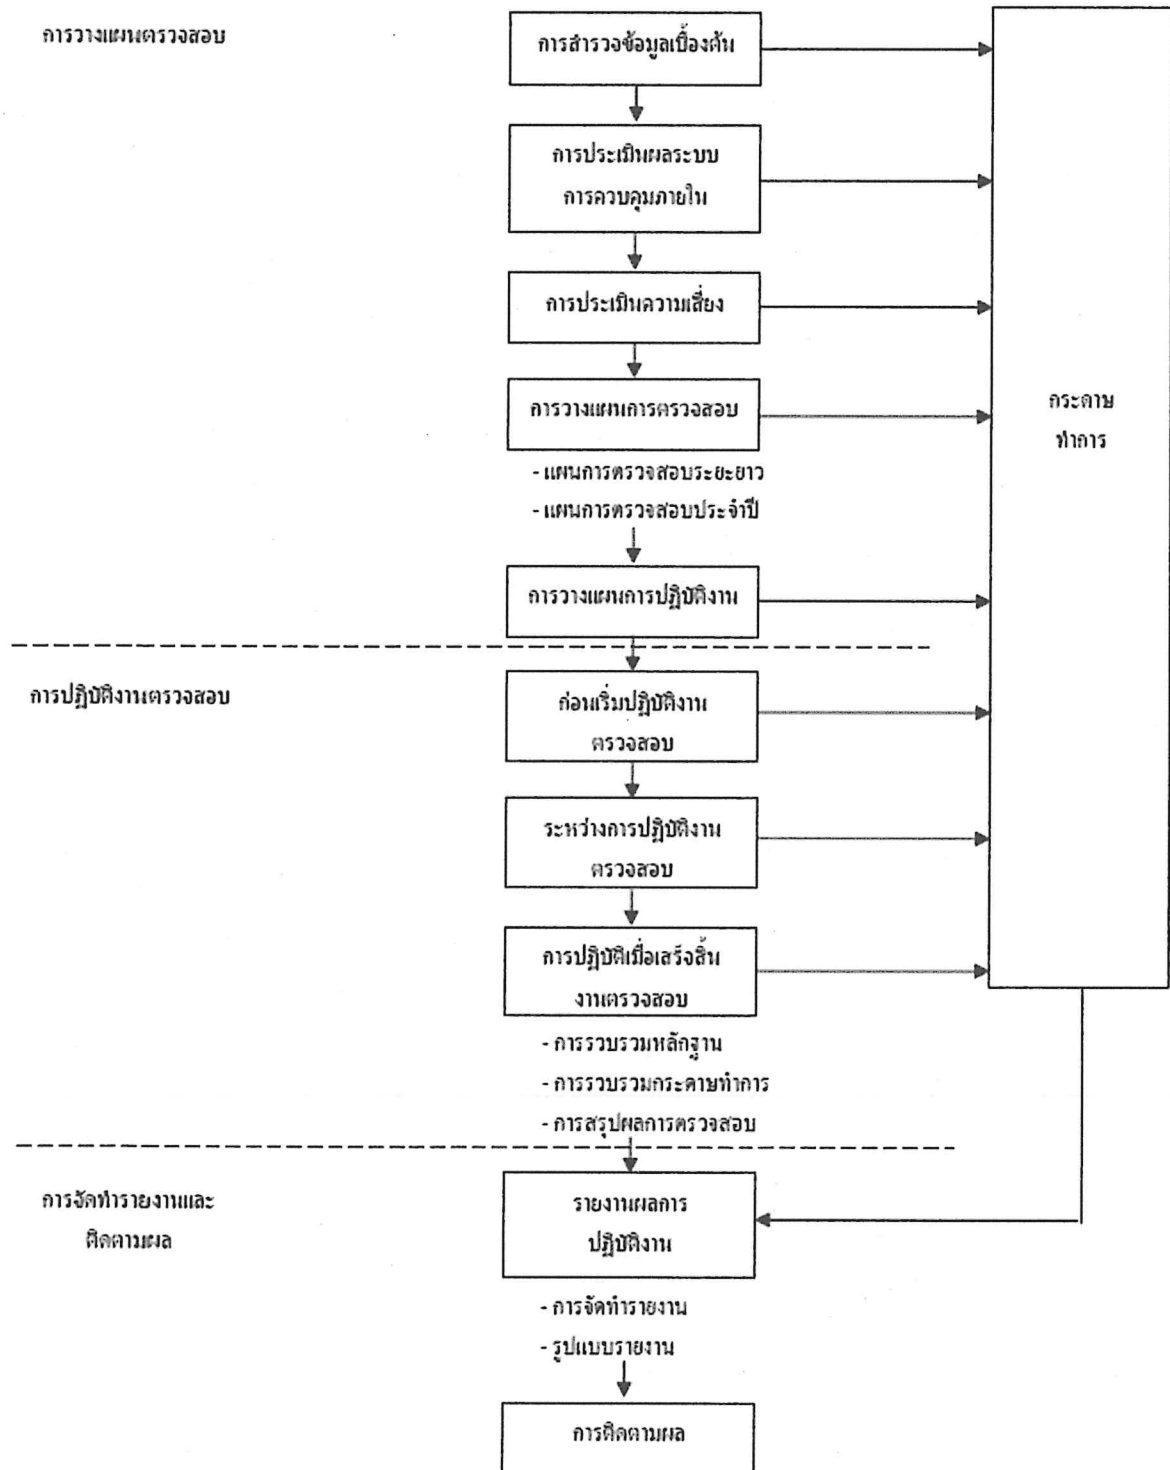 การวางแผนตรวจสอบ
การสำรวจข้อมูลเบื้องต้น
การประเมินผลระบบ
การควบคุมภายใน
การประเมินความเสี่ยง
การวางแผนการตรวจสอบ
- แผนการตรวจสอบระยะยาว
- แผนการตรวจสอบประจำปี
การวางแผนการปฏิบัติงาน
กระดาษ
ทำการ
การปฏิบัติงานตรวจสอบ
ก่อนเริ่มปฏิบัติงาน
ตรวจสอบ
ระหว่างการปฏิบัติงาน
ตรวจสอบ
การปฏิบัติเมื่อเสร็จสิ้น
งานตรวจสอบ
- การรวบรวมหลักฐาน
- การรวบรวมกระดาษทำการ
- การสรุปผลการตรวจสอบ
การจัดทำรายงานและ
ติดตามผล
รายงานผลการ
ปฏิบัติงาน
- การจัดทำรายงาน
- รูปแบบรายงาน
การติดตามผล